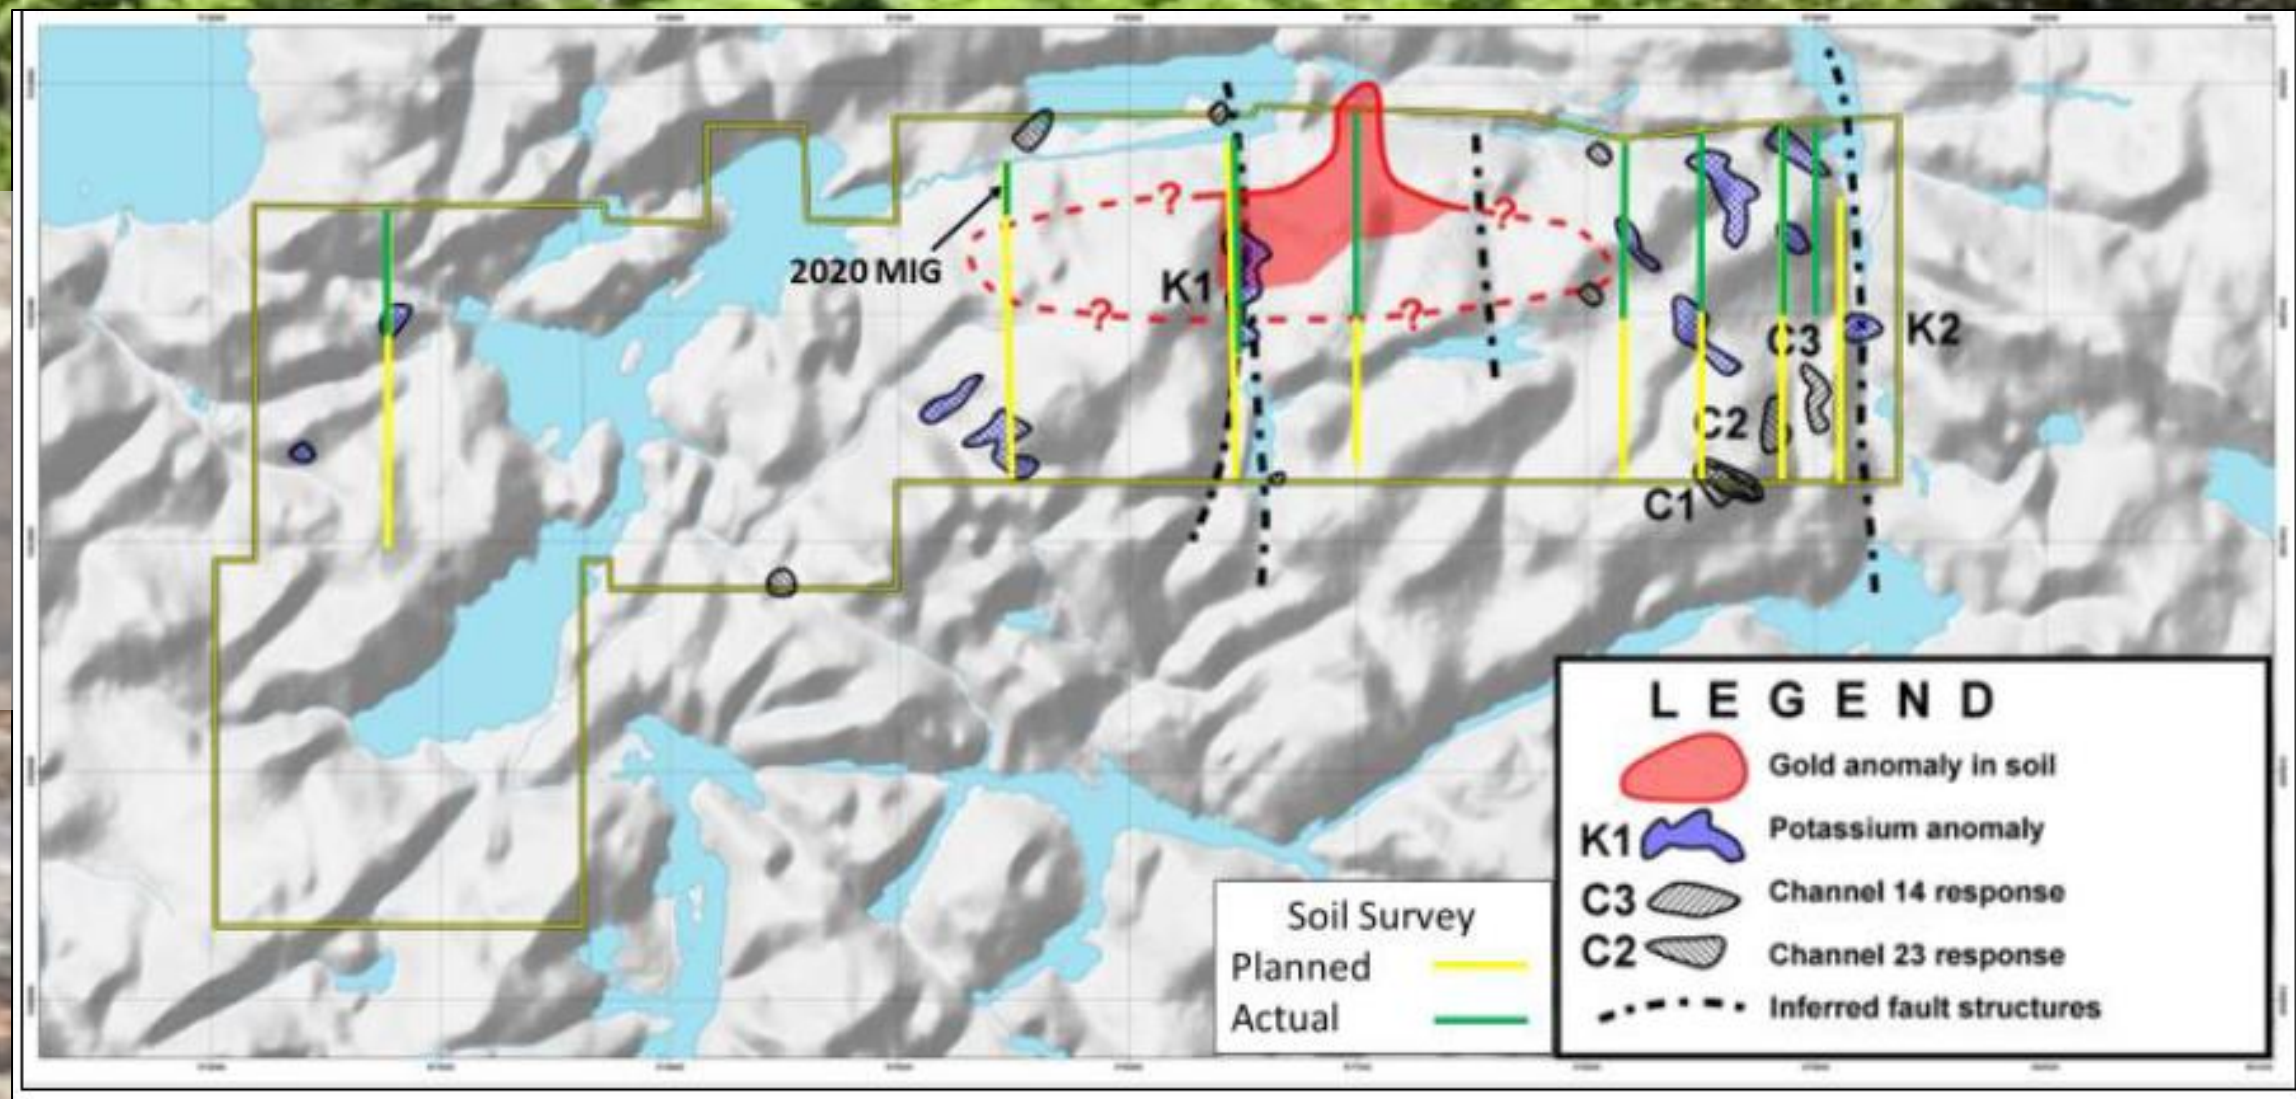 ?
?
2020 MIG
K1
?
?
C3
K2
C2
C1
L E G E N D
Gold anomaly in soil
K1 Potassium anomaly
C3 Channel 14 response
C2 Channel 23 response
Inferred fault structures
Soil Survey
Planned
Actual